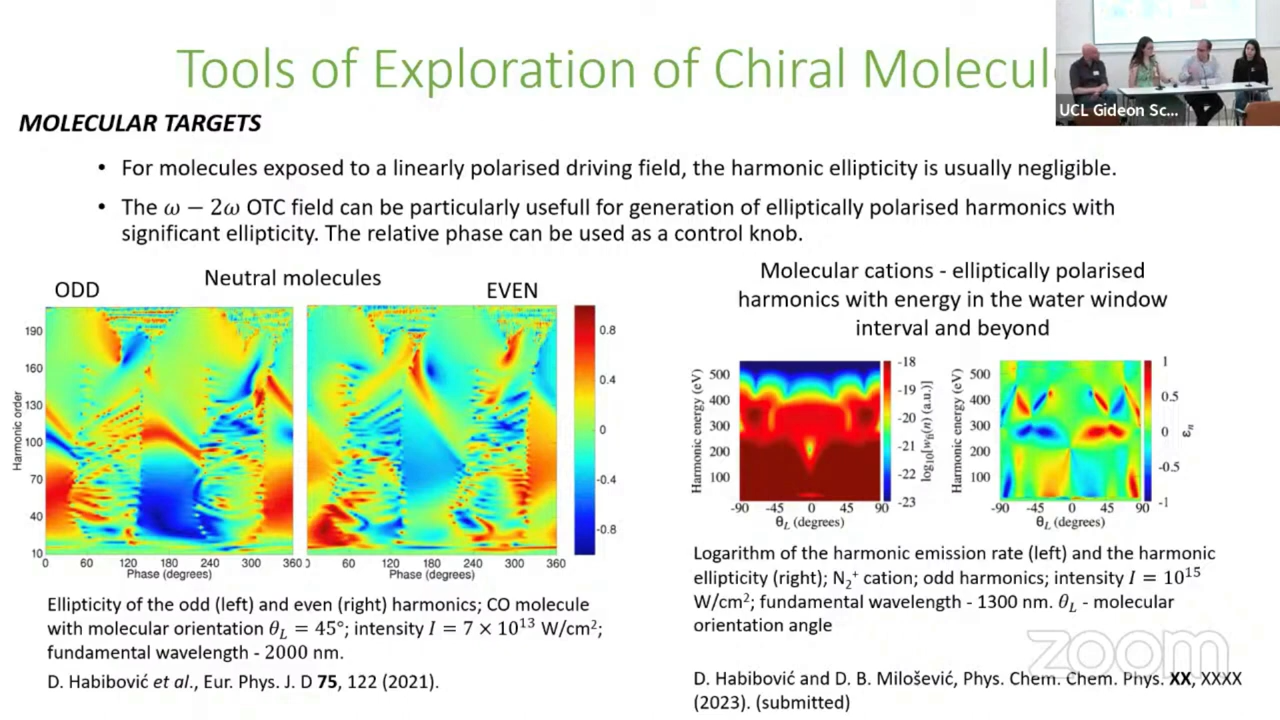 Tools of Exploration of Chiral Molecul
UCL Gideon Sc...
MOLECULAR TARGETS
• For molecules exposed to a linearly polarised driving field, the harmonic ellipticity is usually negligible.
• The ω − 2ω OTC field can be particularly usefull for generation of elliptically polarised harmonics with
significant ellipticity. The relative phase can be used as a control knob.
Neutral molecules
ODD
EVEN
Harmonic order
190
160
130
100
70
40
10
0 60 120 180 240 300 360
Phase (degrees)
60 120 180 240 300 360
Phase (degrees)
0.8
0.4
0
-0.4
-0.8
Ellipticity of the odd (left) and even (right) harmonics; CO molecule
with molecular orientation θL = 45°; intensity I = 7 × 10¹³ W/cm²;
fundamental wavelength - 2000 nm.
D. Habibović et al., Eur. Phys. J. D 75, 122 (2021).
Molecular cations - elliptically polarised
harmonics with energy in the water window
interval and beyond
Harmonic energy (eV)
500
400
300
200
100
-90 -45 0 45 90
θL (degrees)
-18
-19
-20
-21
-22
-23
log10[wfi(n) (a.u.)]
Harmonic energy (eV)
500
400
300
200
100
-90 -45 0 45 90
θL (degrees)
1
0.5
0
-0.5
-1
εn
Logarithm of the harmonic emission rate (left) and the harmonic
ellipticity (right); N₂⁺ cation; odd harmonics; intensity I = 10¹⁵
W/cm²; fundamental wavelength - 1300 nm. θL - molecular
orientation angle
zoom
D. Habibović and D. B. Milošević, Phys. Chem. Chem. Phys. XX, XXXX
(2023). (submitted)